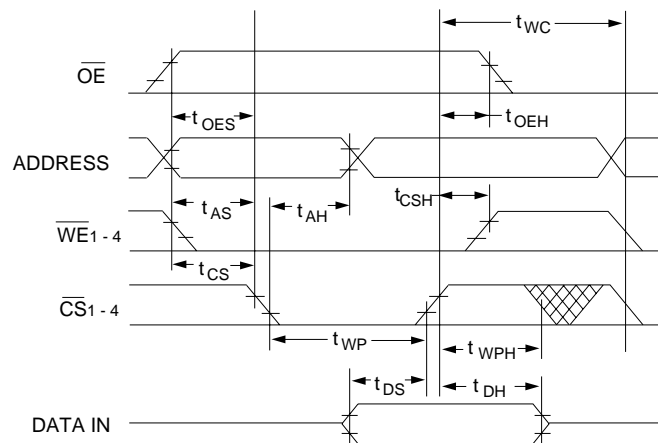 tWC
OE
tOES
tOEH
ADDRESS
tAS
tAH
tCSH
WE1 - 4
tCS
CS1 - 4
tWP
tWPH
tDS
tDH
DATA IN